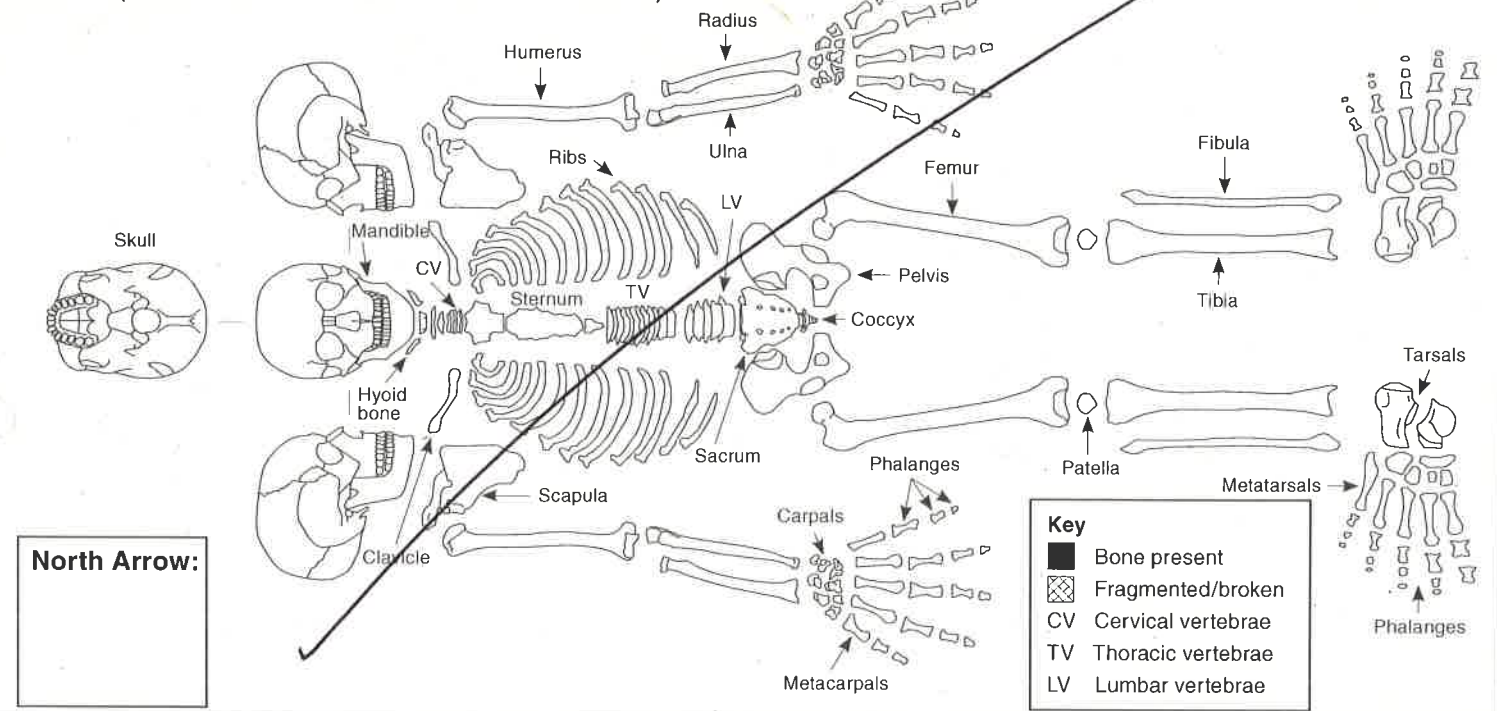 Radius
Humerus
Ulna
Ribs
Fibula
Femur
LV
Mandible
Skull
CV
Pelvis
TV
Sternum
Tibia
Coccyx
Tarsals
Hyoid
bone
Sacrum
Phalanges
Patella
Metatarsals
Scapula
Carpals
Clavicle
North Arrow:
Key
Bone present
Fragmented/broken
CV Cervical vertebrae
TV Thoracic vertebrae
LV Lumbar vertebrae
Phalanges
Metacarpals